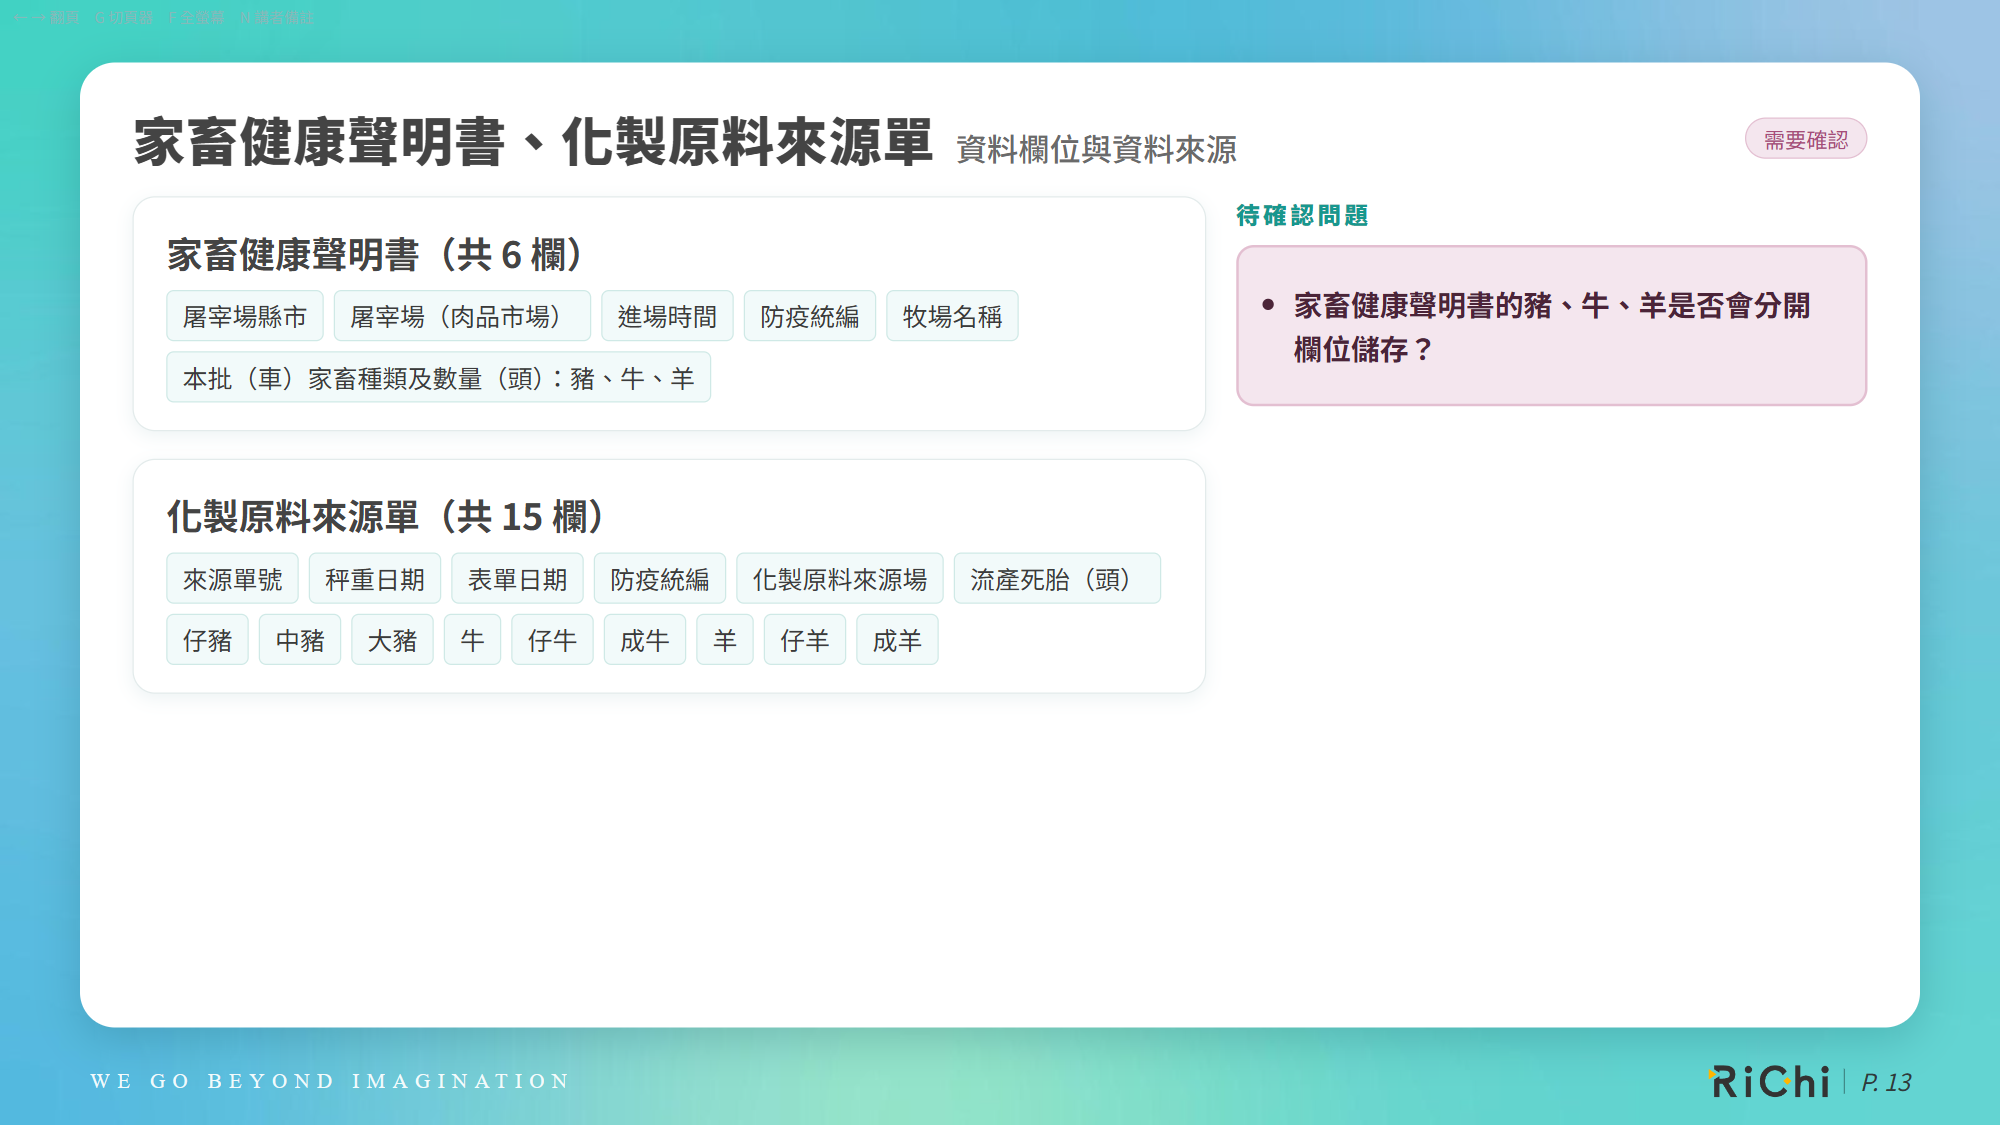 家畜健康聲明書、化製原料來源單 資料欄位與資料來源
需要確認
家畜健康聲明書（共 6 欄）
屠宰場縣市 屠宰場（肉品市場） 進場時間 防疫統編 牧場名稱
本批（車）家畜種類及數量（頭）：豬、牛、羊
化製原料來源單（共 15 欄）
來源單號 秤重日期 表單日期 防疫統編 化製原料來源場 流產死胎（頭）
仔豬 中豬 大豬 牛 仔牛 成牛 羊 仔羊 成羊
待確認問題
• 家畜健康聲明書的豬、牛、羊是否會分開
欄位儲存？
WE GO BEYOND IMAGINATION
RiChi
P. 13